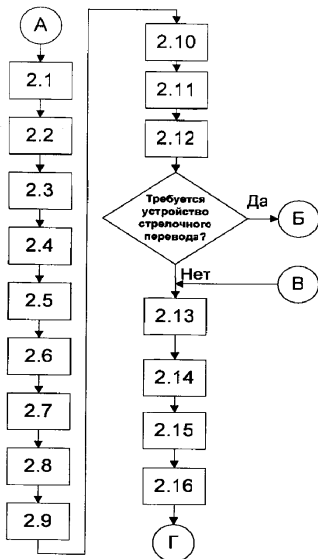 А
2.1
2.2
2.3
2.4
2.5
2.6
2.7
2.8
2.9
2.10
2.11
2.12
Требуется
устройство
стрелочного
перевода?
Да
Б
Нет
В
2.13
2.14
2.15
2.16
Г